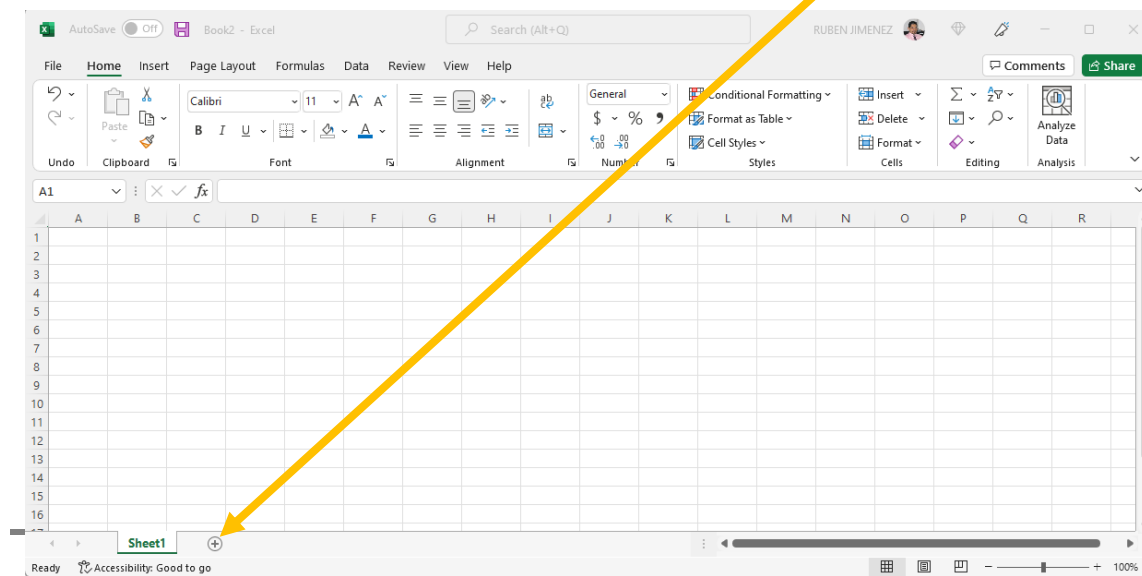 AutoSave Off Book2 - Excel Search (Alt+Q) RUBEN JIMENEZ
File Home Insert Page Layout Formulas Data Review View Help Comments Share
Calibri 11 A^ Aˇ ab General Conditional Formatting Insert Σ
Paste B I U A $ % 9 Format as Table Delete Analyze Data
Cell Styles Format
Undo Clipboard Font Alignment Number Styles Cells Editing Analysis
A1 fx
A B C D E F G H I J K L M N O P Q R
1
2
3
4
5
6
7
8
9
10
11
12
13
14
15
16
Sheet1
Ready Accessibility: Good to go 100%